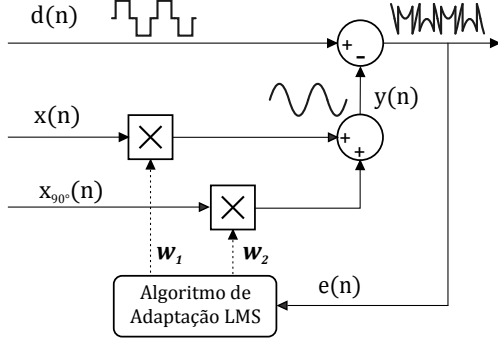 d(n)
+
-
y(n)
x(n)
×
+
+
x₉₀°(n)
×
w₁
w₂
e(n)
Algoritmo de
Adaptação LMS